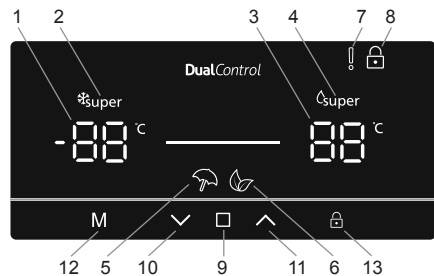 1 2 3 4 7 8
DualControl
super super
-88 °C 88 °C
M
12 5 10 9 11 6 13